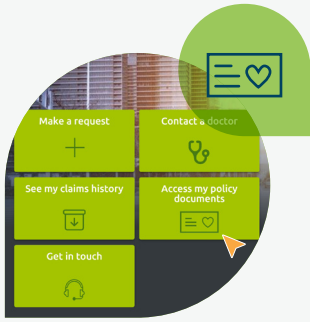 Make a request
Contact a doctor
See my claims history
Access my policy
documents
Get in touch